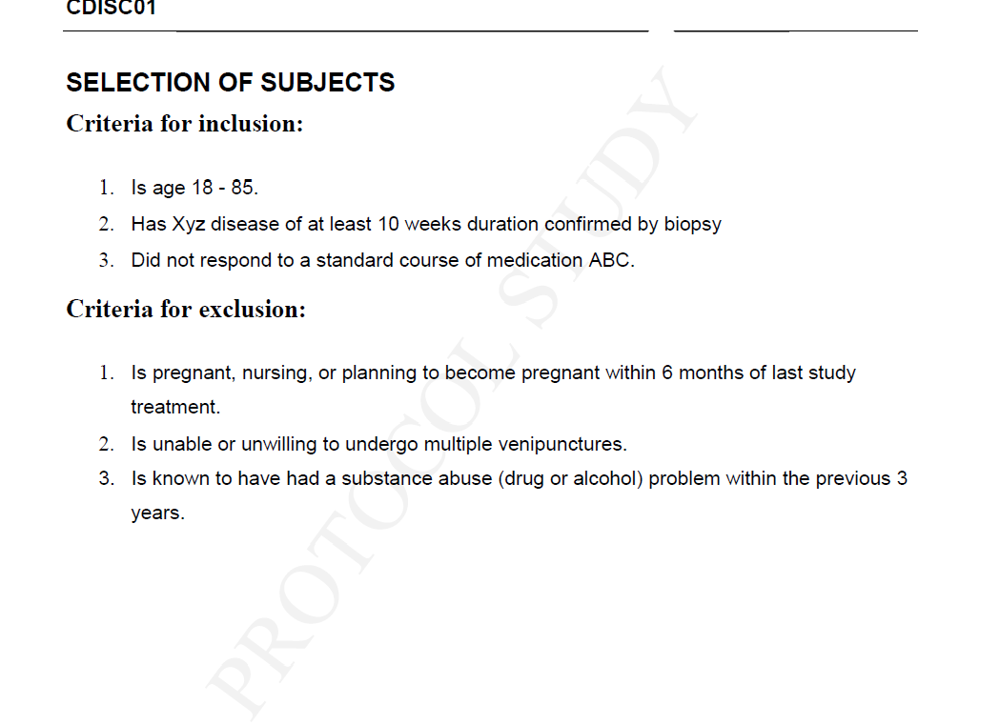 CDISC01
SELECTION OF SUBJECTS
Criteria for inclusion:
1. Is age 18 - 85.
2. Has Xyz disease of at least 10 weeks duration confirmed by biopsy
3. Did not respond to a standard course of medication ABC.
Criteria for exclusion:
1. Is pregnant, nursing, or planning to become pregnant within 6 months of last study
treatment.
2. Is unable or unwilling to undergo multiple venipunctures.
3. Is known to have had a substance abuse (drug or alcohol) problem within the previous 3
years.
PROTOCOL STUDY